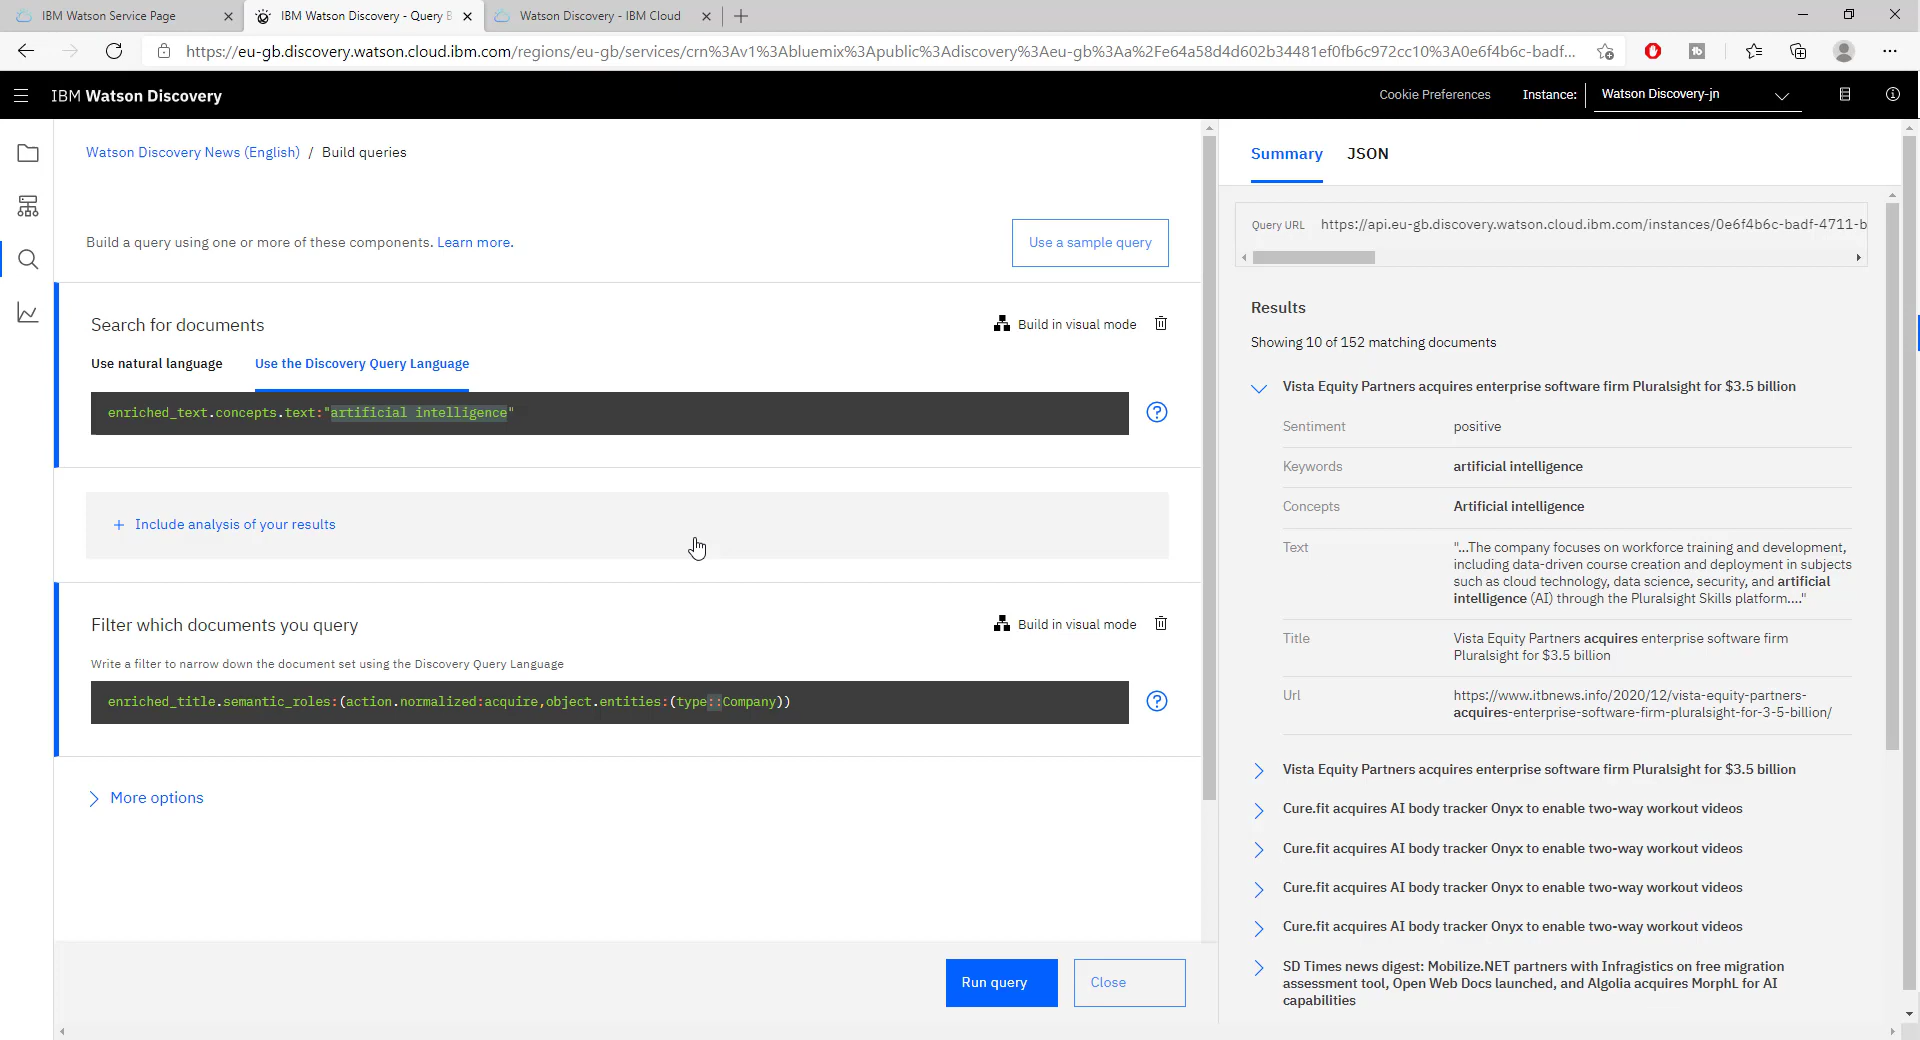 IBM Watson Service Page
IBM Watson Discovery - Query B
Watson Discovery - IBM Cloud
https://eu-gb.discovery.watson.cloud.ibm.com/regions/eu-gb/services/crn%3Av1%3Abluemix%3Apublic%3Adiscovery%3Aeu-gb%3Aa%2Fe64a58d4d602b34481ef0fb6c972cc10%3A0e6f4b6c-badf...
IBM Watson Discovery
Cookie Preferences
Instance:
Watson Discovery-jn
Watson Discovery News (English) / Build queries
Build a query using one or more of these components. Learn more.
Use a sample query
Search for documents
Build in visual mode
Use natural language
Use the Discovery Query Language
enriched_text.concepts.text:"artificial intelligence"
+ Include analysis of your results
Filter which documents you query
Build in visual mode
Write a filter to narrow down the document set using the Discovery Query Language
enriched_title.semantic_roles:(action.normalized:acquire,object.entities:(type::Company))
More options
Run query
Close
Summary
JSON
Query URL
https://api.eu-gb.discovery.watson.cloud.ibm.com/instances/0e6f4b6c-badf-4711-b
Results
Showing 10 of 152 matching documents
Vista Equity Partners acquires enterprise software firm Pluralsight for $3.5 billion
Sentiment
positive
Keywords
artificial intelligence
Concepts
Artificial intelligence
Text
"...The company focuses on workforce training and development,
including data-driven course creation and deployment in subjects
such as cloud technology, data science, security, and artificial
intelligence (AI) through the Pluralsight Skills platform...."
Title
Vista Equity Partners acquires enterprise software firm
Pluralsight for $3.5 billion
Url
https://www.itbnews.info/2020/12/vista-equity-partners-
acquires-enterprise-software-firm-pluralsight-for-3-5-billion/
Vista Equity Partners acquires enterprise software firm Pluralsight for $3.5 billion
Cure.fit acquires AI body tracker Onyx to enable two-way workout videos
Cure.fit acquires AI body tracker Onyx to enable two-way workout videos
Cure.fit acquires AI body tracker Onyx to enable two-way workout videos
Cure.fit acquires AI body tracker Onyx to enable two-way workout videos
SD Times news digest: Mobilize.NET partners with Infragistics on free migration
assessment tool, Open Web Docs launched, and Algolia acquires MorphL for AI
capabilities